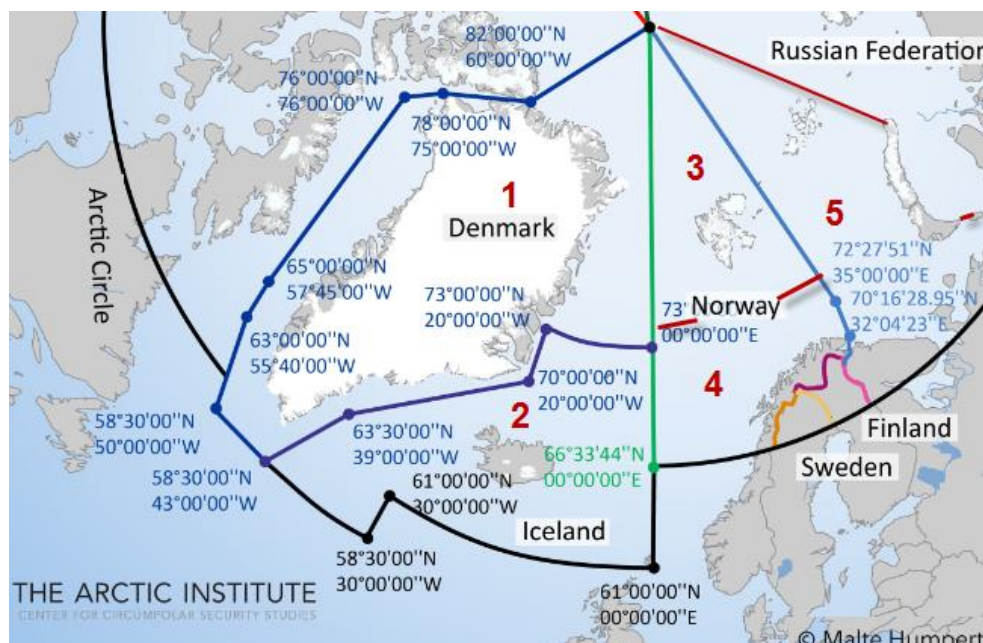 82°00'00''N
60°00'00''W
Russian Federation
76°00'00''N
76°00'00''W
78°00'00''N
75°00'00''W
3
1
Denmark
5
Arctic Circle
72°27'51''N
35°00'00''E
65°00'00''N
57°45'00''W
73°00'00''N
20°00'00''W
73°
00°00'00''E
Norway
70°16'28.95''N
32°04'23''E
63°00'00''N
55°40'00''W
4
70°00'00''N
20°00'00''W
2
58°30'00''N
50°00'00''W
63°30'00''N
39°00'00''W
Finland
66°33'44''N
00°00'00''E
Sweden
58°30'00''N
43°00'00''W
61°00'00''N
30°00'00''W
Iceland
58°30'00''N
30°00'00''W
61°00'00''N
00°00'00''E
THE ARCTIC INSTITUTE
CENTER FOR CIRCUMPOLAR SECURITY STUDIES
© Malte Humpert